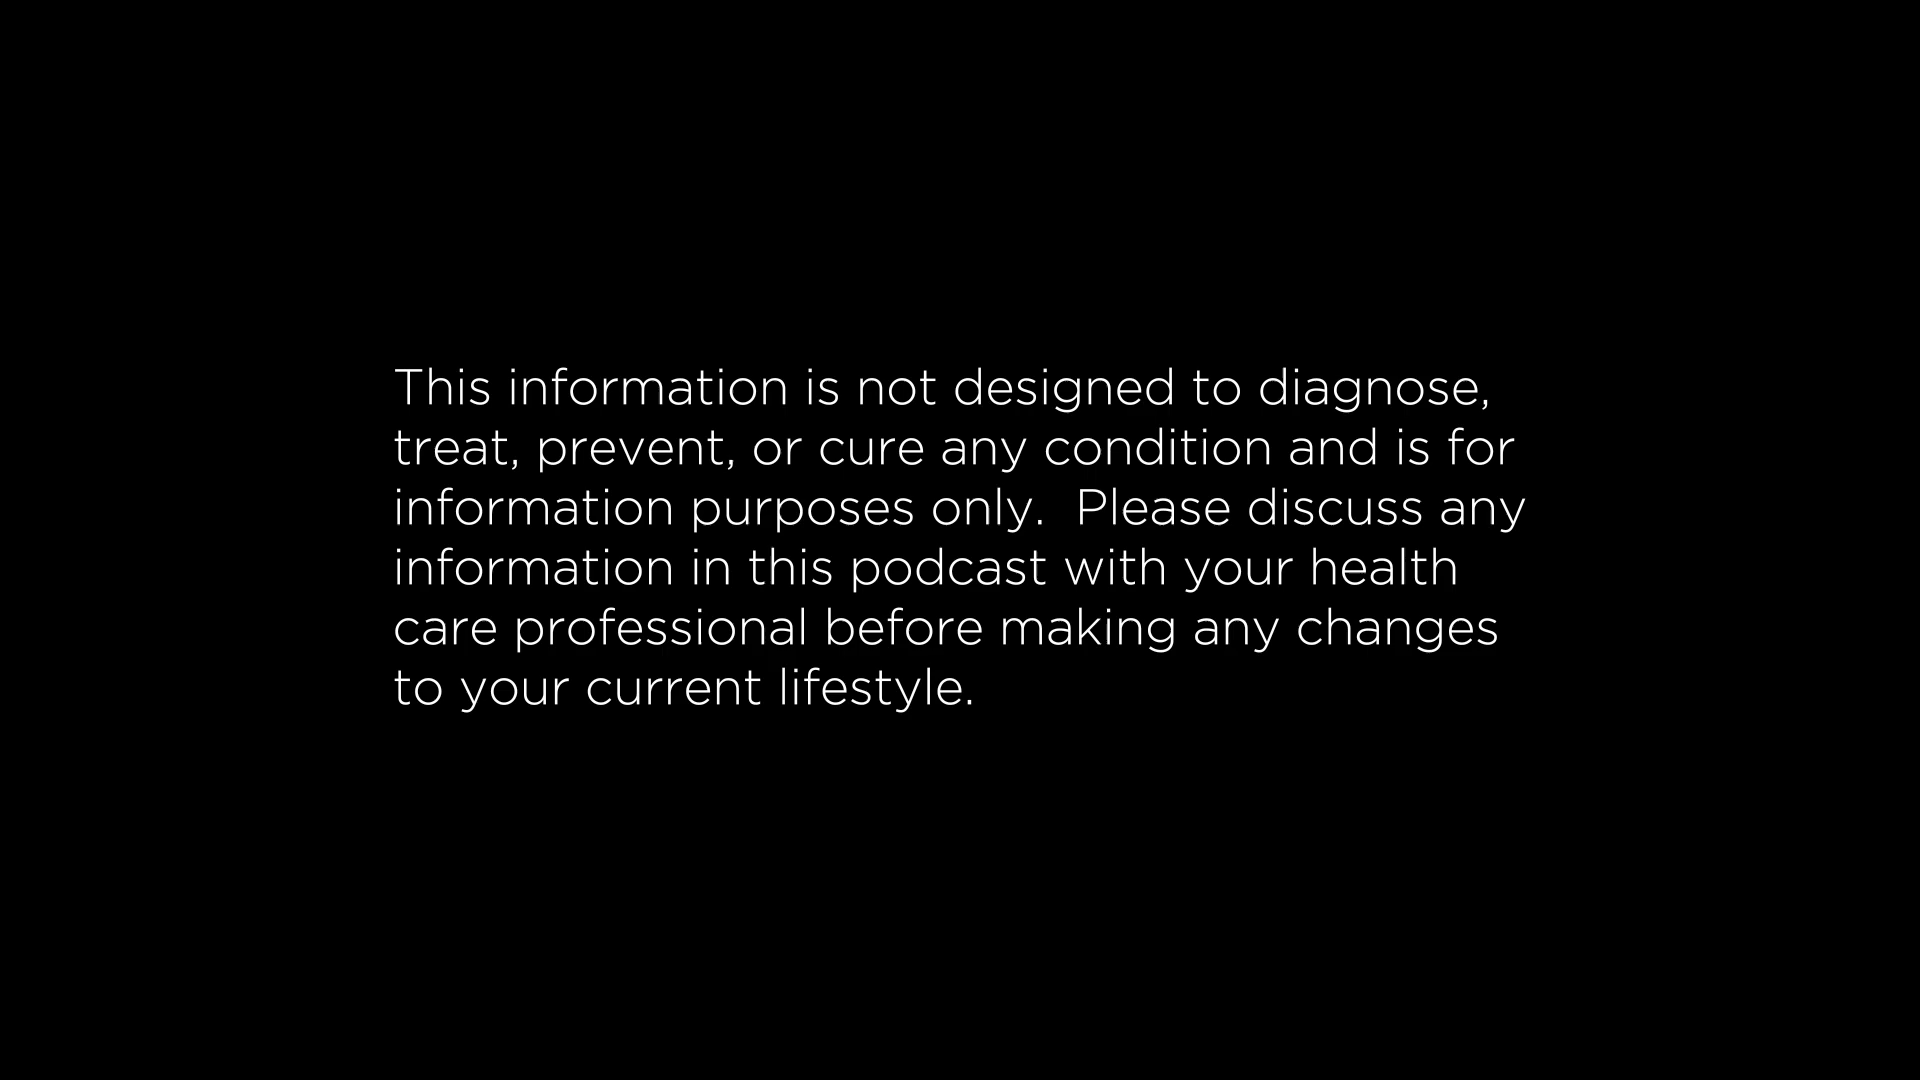 This information is not designed to diagnose,
treat, prevent, or cure any condition and is for
information purposes only.  Please discuss any
information in this podcast with your health
care professional before making any changes
to your current lifestyle.